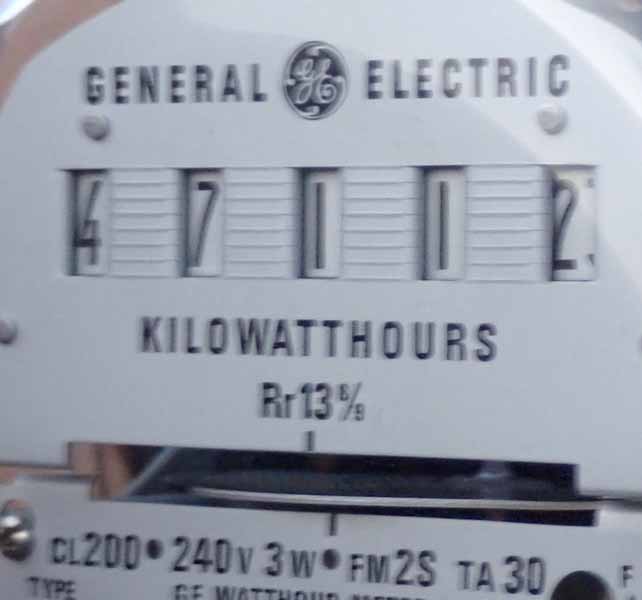 GENERAL GE ELECTRIC
4 7 1 1 2
KILOWATTHOURS
Rr13 8/9
CL200• 240V 3W• FM2S TA30
TYPE F